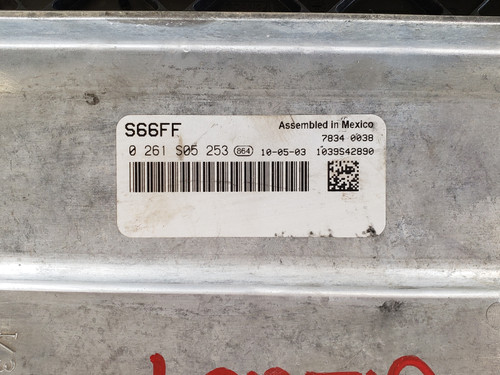 S66FF
Assembled in Mexico
7834 0038
0 261 S05 253 864 10-05-03 1039S42890